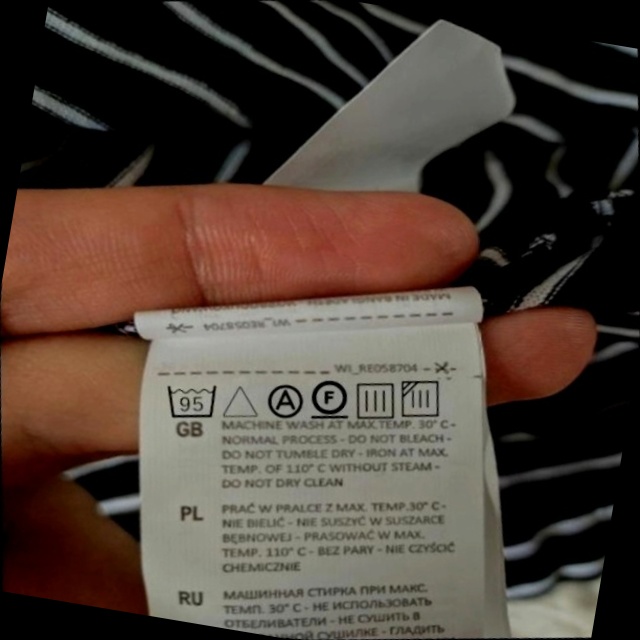 WI_RE058704
WI_RE058704
95 A F
GB MACHINE WASH AT MAX.TEMP. 30° C -
NORMAL PROCESS - DO NOT BLEACH -
DO NOT TUMBLE DRY - IRON AT MAX.
TEMP. OF 110° C WITHOUT STEAM -
DO NOT DRY CLEAN
PL PRAĆ W PRALCE Z MAX. TEMP.30° C -
NIE BIELIĆ - NIE SUSZYĆ W SUSZARCE
BĘBNOWEJ - PRASOWAĆ W MAX.
TEMP. 110° C - BEZ PARY - NIE CZYŚCIĆ
CHEMICZNIE
RU МАШИННАЯ СТИРКА ПРИ МАКС.
ТЕМП. 30° С - НЕ ИСПОЛЬЗОВАТЬ
ОТБЕЛИВАТЕЛИ - НЕ СУШИТЬ В
СУШИЛКЕ - ГЛАДИТЬ